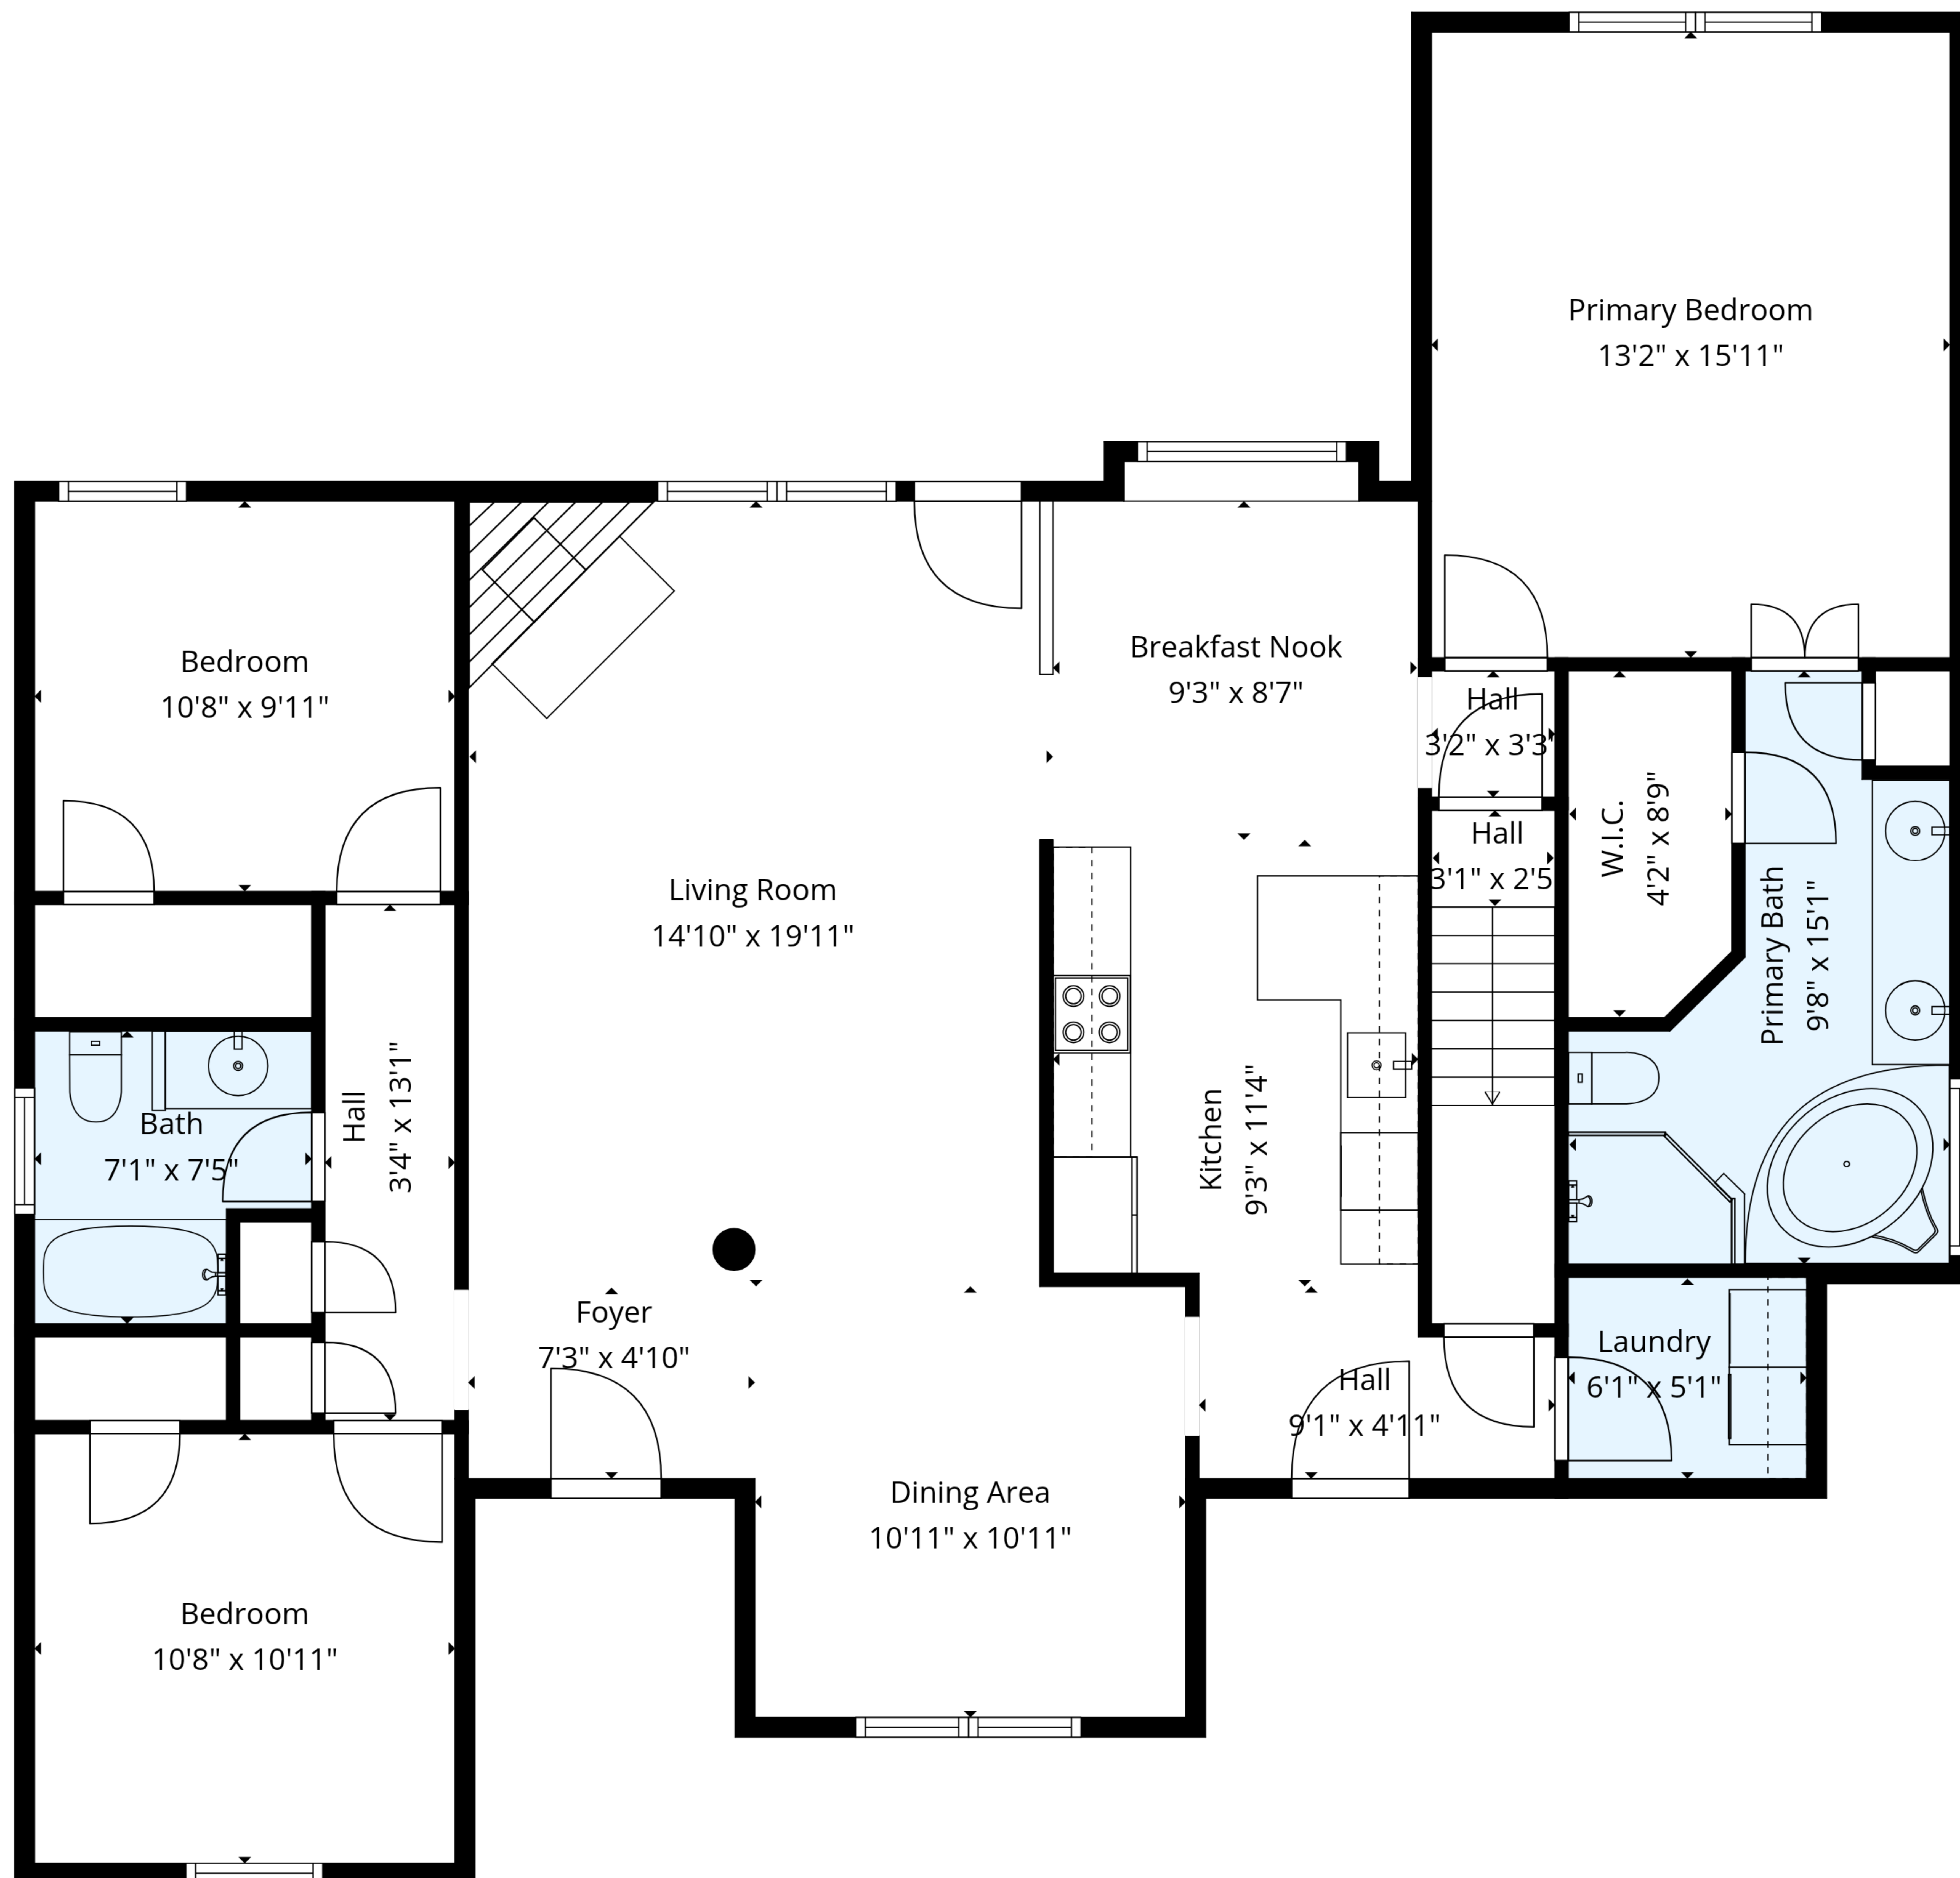 Primary Bedroom
13'2" x 15'11"
Bedroom
10'8" x 9'11"
Breakfast Nook
9'3" x 8'7"
Hall
3'2" x 3'3"
Hall
3'1" x 2'5
W.I.C.
4'2" x 8'9"
Primary Bath
9'8" x 15'1"
Living Room
14'10" x 19'11"
Bath
7'1" x 7'5"
Hall
3'4" x 13'1"
Kitchen
9'3" x 11'4"
Foyer
7'3" x 4'10"
Hall
9'1" x 4'11"
Laundry
6'1" x 5'1"
Dining Area
10'11" x 10'11"
Bedroom
10'8" x 10'11"